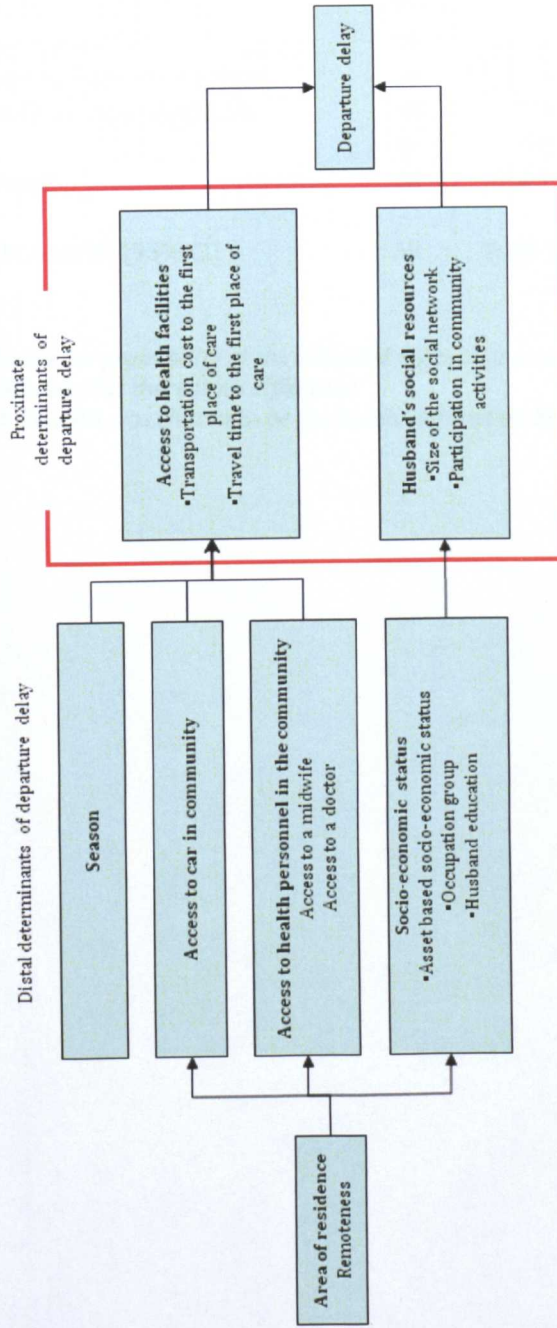 Distal determinants of departure delay
Proximate
determinants of
departure delay
Area of residence
Remoteness
Season
Access to car in community
Access to health personnel in the community
Access to a midwife
Access to a doctor
Socio-economic status
▪Asset based socio-economic status
▪Occupation group
▪Husband education
Access to health facilities
▪Transportation cost to the first
place of care
▪Travel time to the first place of
care
Husband's social resources
▪Size of the social network
▪Participation in community
activities
Departure delay